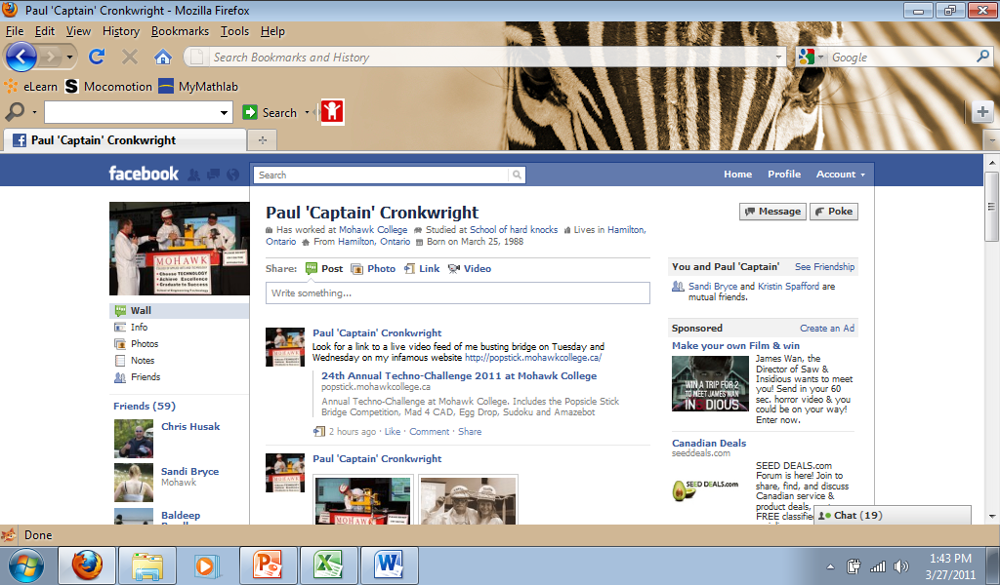 Paul 'Captain' Cronkwright - Mozilla Firefox
File Edit View History Bookmarks Tools Help
Search Bookmarks and History
Google
eLearn Mocomotion MyMathlab
Search
Paul 'Captain' Cronkwright
facebook
Search
Home Profile Account
Paul 'Captain' Cronkwright
Message Poke
Has worked at Mohawk College Studied at School of hard knocks Lives in Hamilton,
Ontario From Hamilton, Ontario Born on March 25, 1988
MOHAWK
• Choose TECHNOLOGY
• Achieve Excellence
• Graduate to Success
Share: Post Photo Link Video
Write something...
Wall
Info
Photos
Notes
Friends
Friends (59)
Chris Husak
Sandi Bryce
Mohawk
Baldeep
Paul 'Captain' Cronkwright
Look for a link to a live video feed of me busting bridge on Tuesday and
Wednesday on my infamous website http://popstick.mohawkcollege.ca/
24th Annual Techno-Challenge 2011 at Mohawk College
popstick.mohawkcollege.ca
Annual Techno-Challenge at Mohawk College. Includes the Popsicle Stick
Bridge Competition, Mad 4 CAD, Egg Drop, Sudoku and Amazebot
2 hours ago · Like · Comment · Share
Paul 'Captain' Cronkwright
MOHAWK
You and Paul 'Captain' See Friendship
Sandi Bryce and Kristin Spafford are
mutual friends.
Sponsored Create an Ad
Make your own Film & win
WIN A TRIP FOR 2
TO MEET JAMES WAN
IN DIOUS
James Wan, the
Director of Saw &
Insidious wants to meet
you! Send in your 60
sec. horror video & you
could be on your way!
Enter now.
Canadian Deals
seeddeals.com
SEED DEALS.com
SEED DEALS.com
Forum is here! Join to
share, find, and discuss
Canadian service &
product deals,
FREE classified
Chat (19)
Done
1:43 PM
3/27/2011